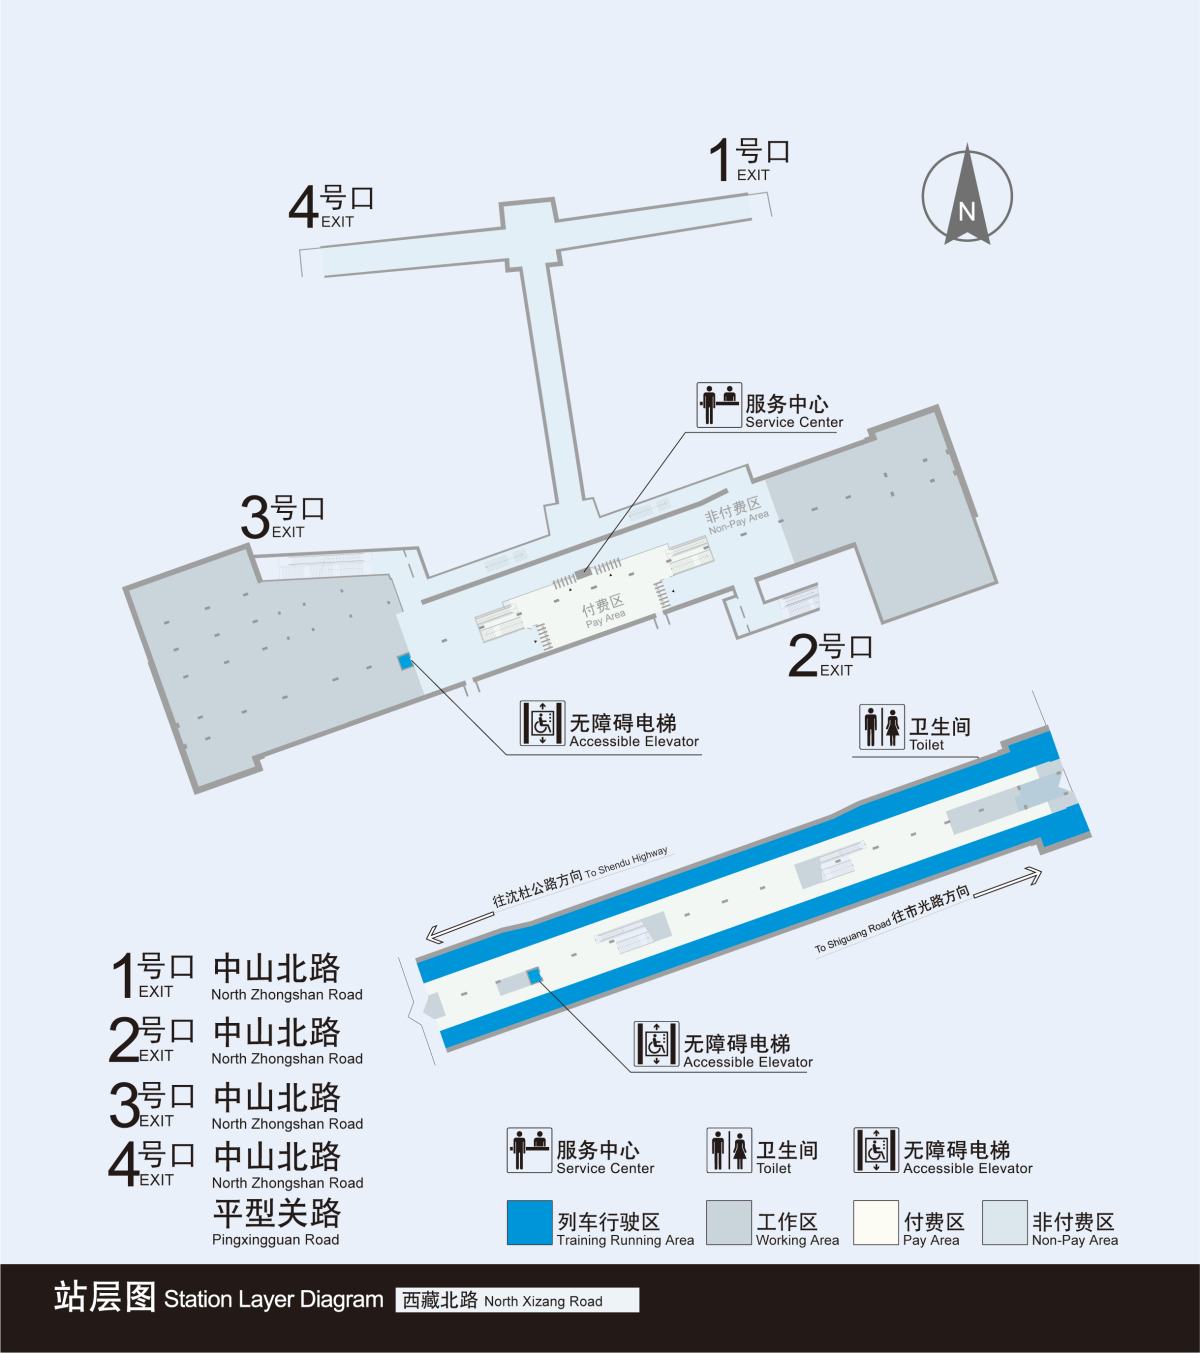 1号口
EXIT
4号口
EXIT
N
服务中心
Service Center
3号口
EXIT
非付费区
Non-Pay Area
付费区
Pay Area
2号口
EXIT
无障碍电梯
Accessible Elevator
卫生间
Toilet
往沈杜公路方向 To Shendu Highway
To Shiguang Road 往市光路方向
1号口 中山北路
EXIT North Zhongshan Road
2号口 中山北路
EXIT North Zhongshan Road
3号口 中山北路
EXIT North Zhongshan Road
4号口 中山北路
EXIT North Zhongshan Road
平型关路
Pingxingguan Road
无障碍电梯
Accessible Elevator
服务中心
Service Center
卫生间
Toilet
无障碍电梯
Accessible Elevator
列车行驶区
Training Running Area
工作区
Working Area
付费区
Pay Area
非付费区
Non-Pay Area
站层图 Station Layer Diagram 西藏北路 North Xizang Road